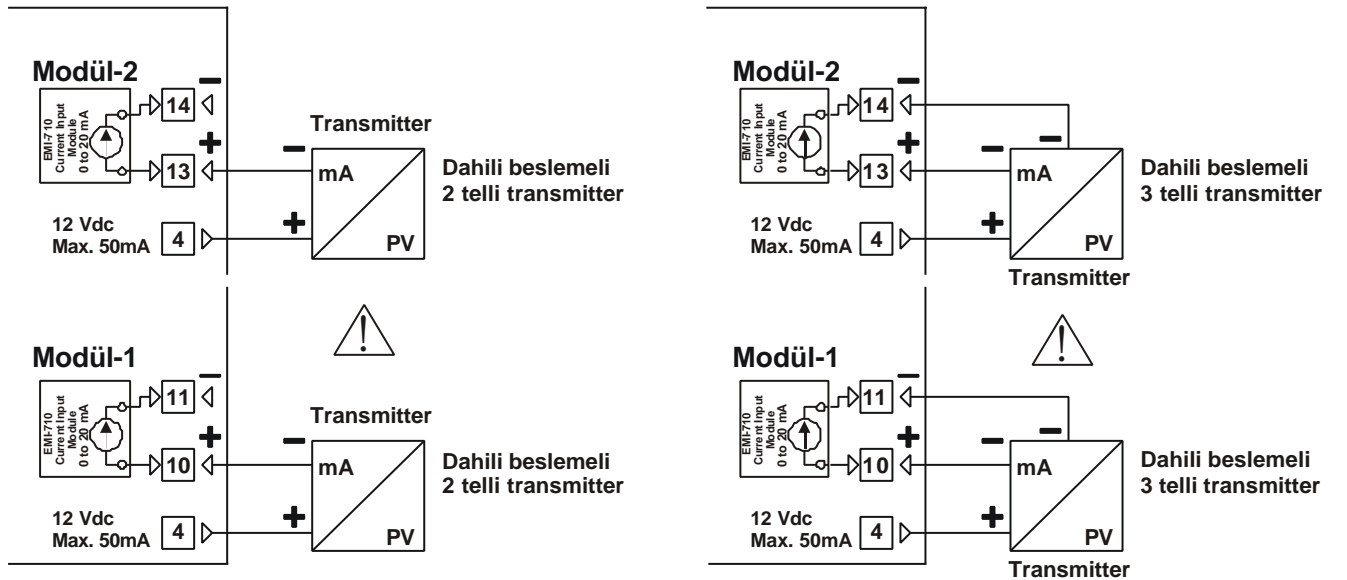 Modül-2
EMI-710
Current Input
Module
0 to 20 mA
14
13
12 Vdc
Max. 50mA
4
Transmitter
mA
PV
Dahili beslemeli
2 telli transmitter
Modül-2
EMI-710
Current Input
Module
0 to 20 mA
14
13
12 Vdc
Max. 50mA
4
mA
PV
Transmitter
Dahili beslemeli
3 telli transmitter
Modül-1
EMI-710
Current Input
Module
0 to 20 mA
11
10
12 Vdc
Max. 50mA
4
Transmitter
mA
PV
Dahili beslemeli
2 telli transmitter
Modül-1
EMI-710
Current Input
Module
0 to 20 mA
11
10
12 Vdc
Max. 50mA
4
mA
PV
Transmitter
Dahili beslemeli
3 telli transmitter